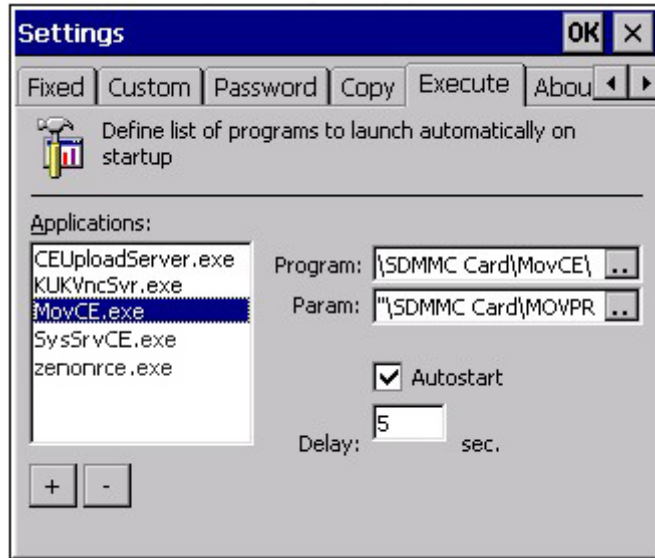 Settings OK ×
Fixed Custom Password Copy Execute Abou
Define list of programs to launch automatically on
startup
Applications:
CEUploadServer.exe
KUKVncSvr.exe
MovCE.exe
SysSrvCE.exe
zenonrce.exe
Program: \SDMMC Card\MovCE\ ..
Param: "\SDMMC Card\MOVPR ..
Autostart
Delay: 5 sec.
+ -